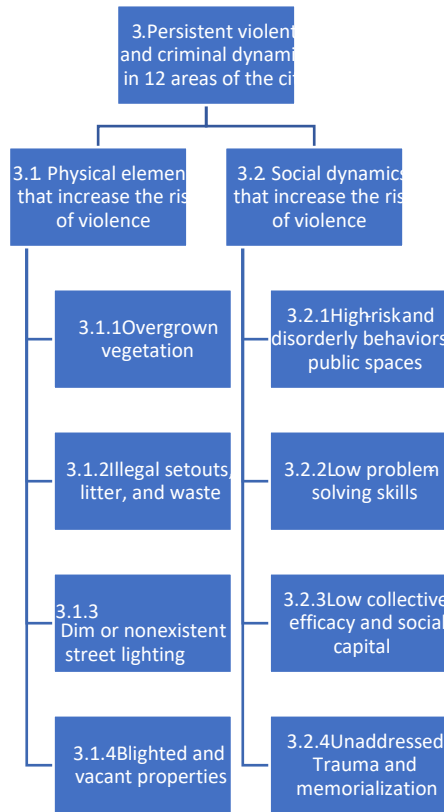 3.Persistent violent
and criminal dynami
in 12 areas of the cit
3.1 Physical elemen
that increase the ris
of violence
3.2 Social dynamics
that increase the risk
of violence
3.1.1Overgrown
vegetation
3.2.1High-risk and
disorderly behaviors
public spaces
3.1.2Illegal setouts,
litter, and waste
3.2.2Low problem-
solving skills
3.1.3
Dim or nonexistent
street lighting
3.2.3Low collective
efficacy and social
capital
3.1.4Blighted and
vacant properties
3.2.4Unaddressed
Trauma and
memorialization